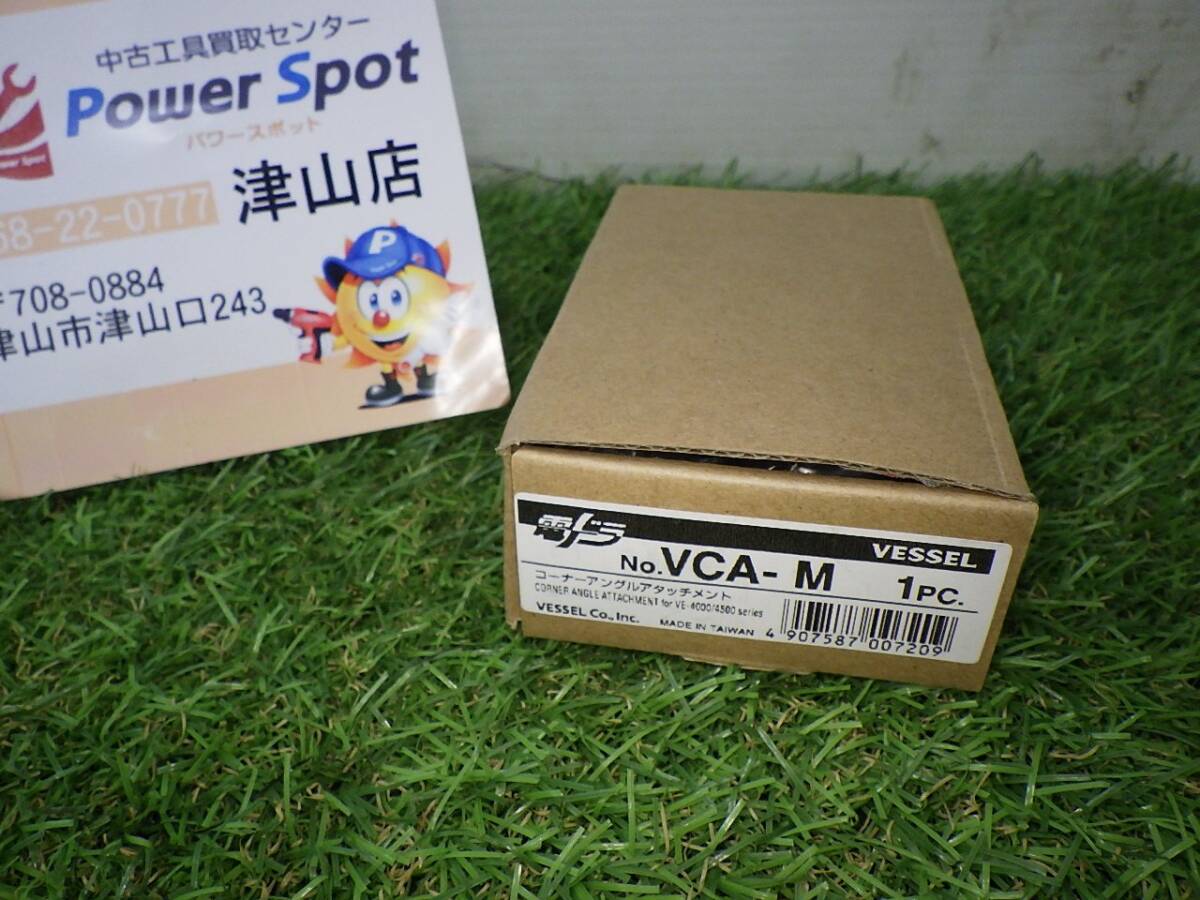 中古工具買取センター
Power Spot
パワースポット
津山店
68-22-0777
〒708-0884
津山市津山口243
P
電ドラ
VESSEL
No.VCA-M 1PC.
コーナーアングルアタッチメント
CORNER ANGLE ATTACHMENT for VE-4000/4500 series
VESSEL Co., Inc. MADE IN TAIWAN
4 907587 007209